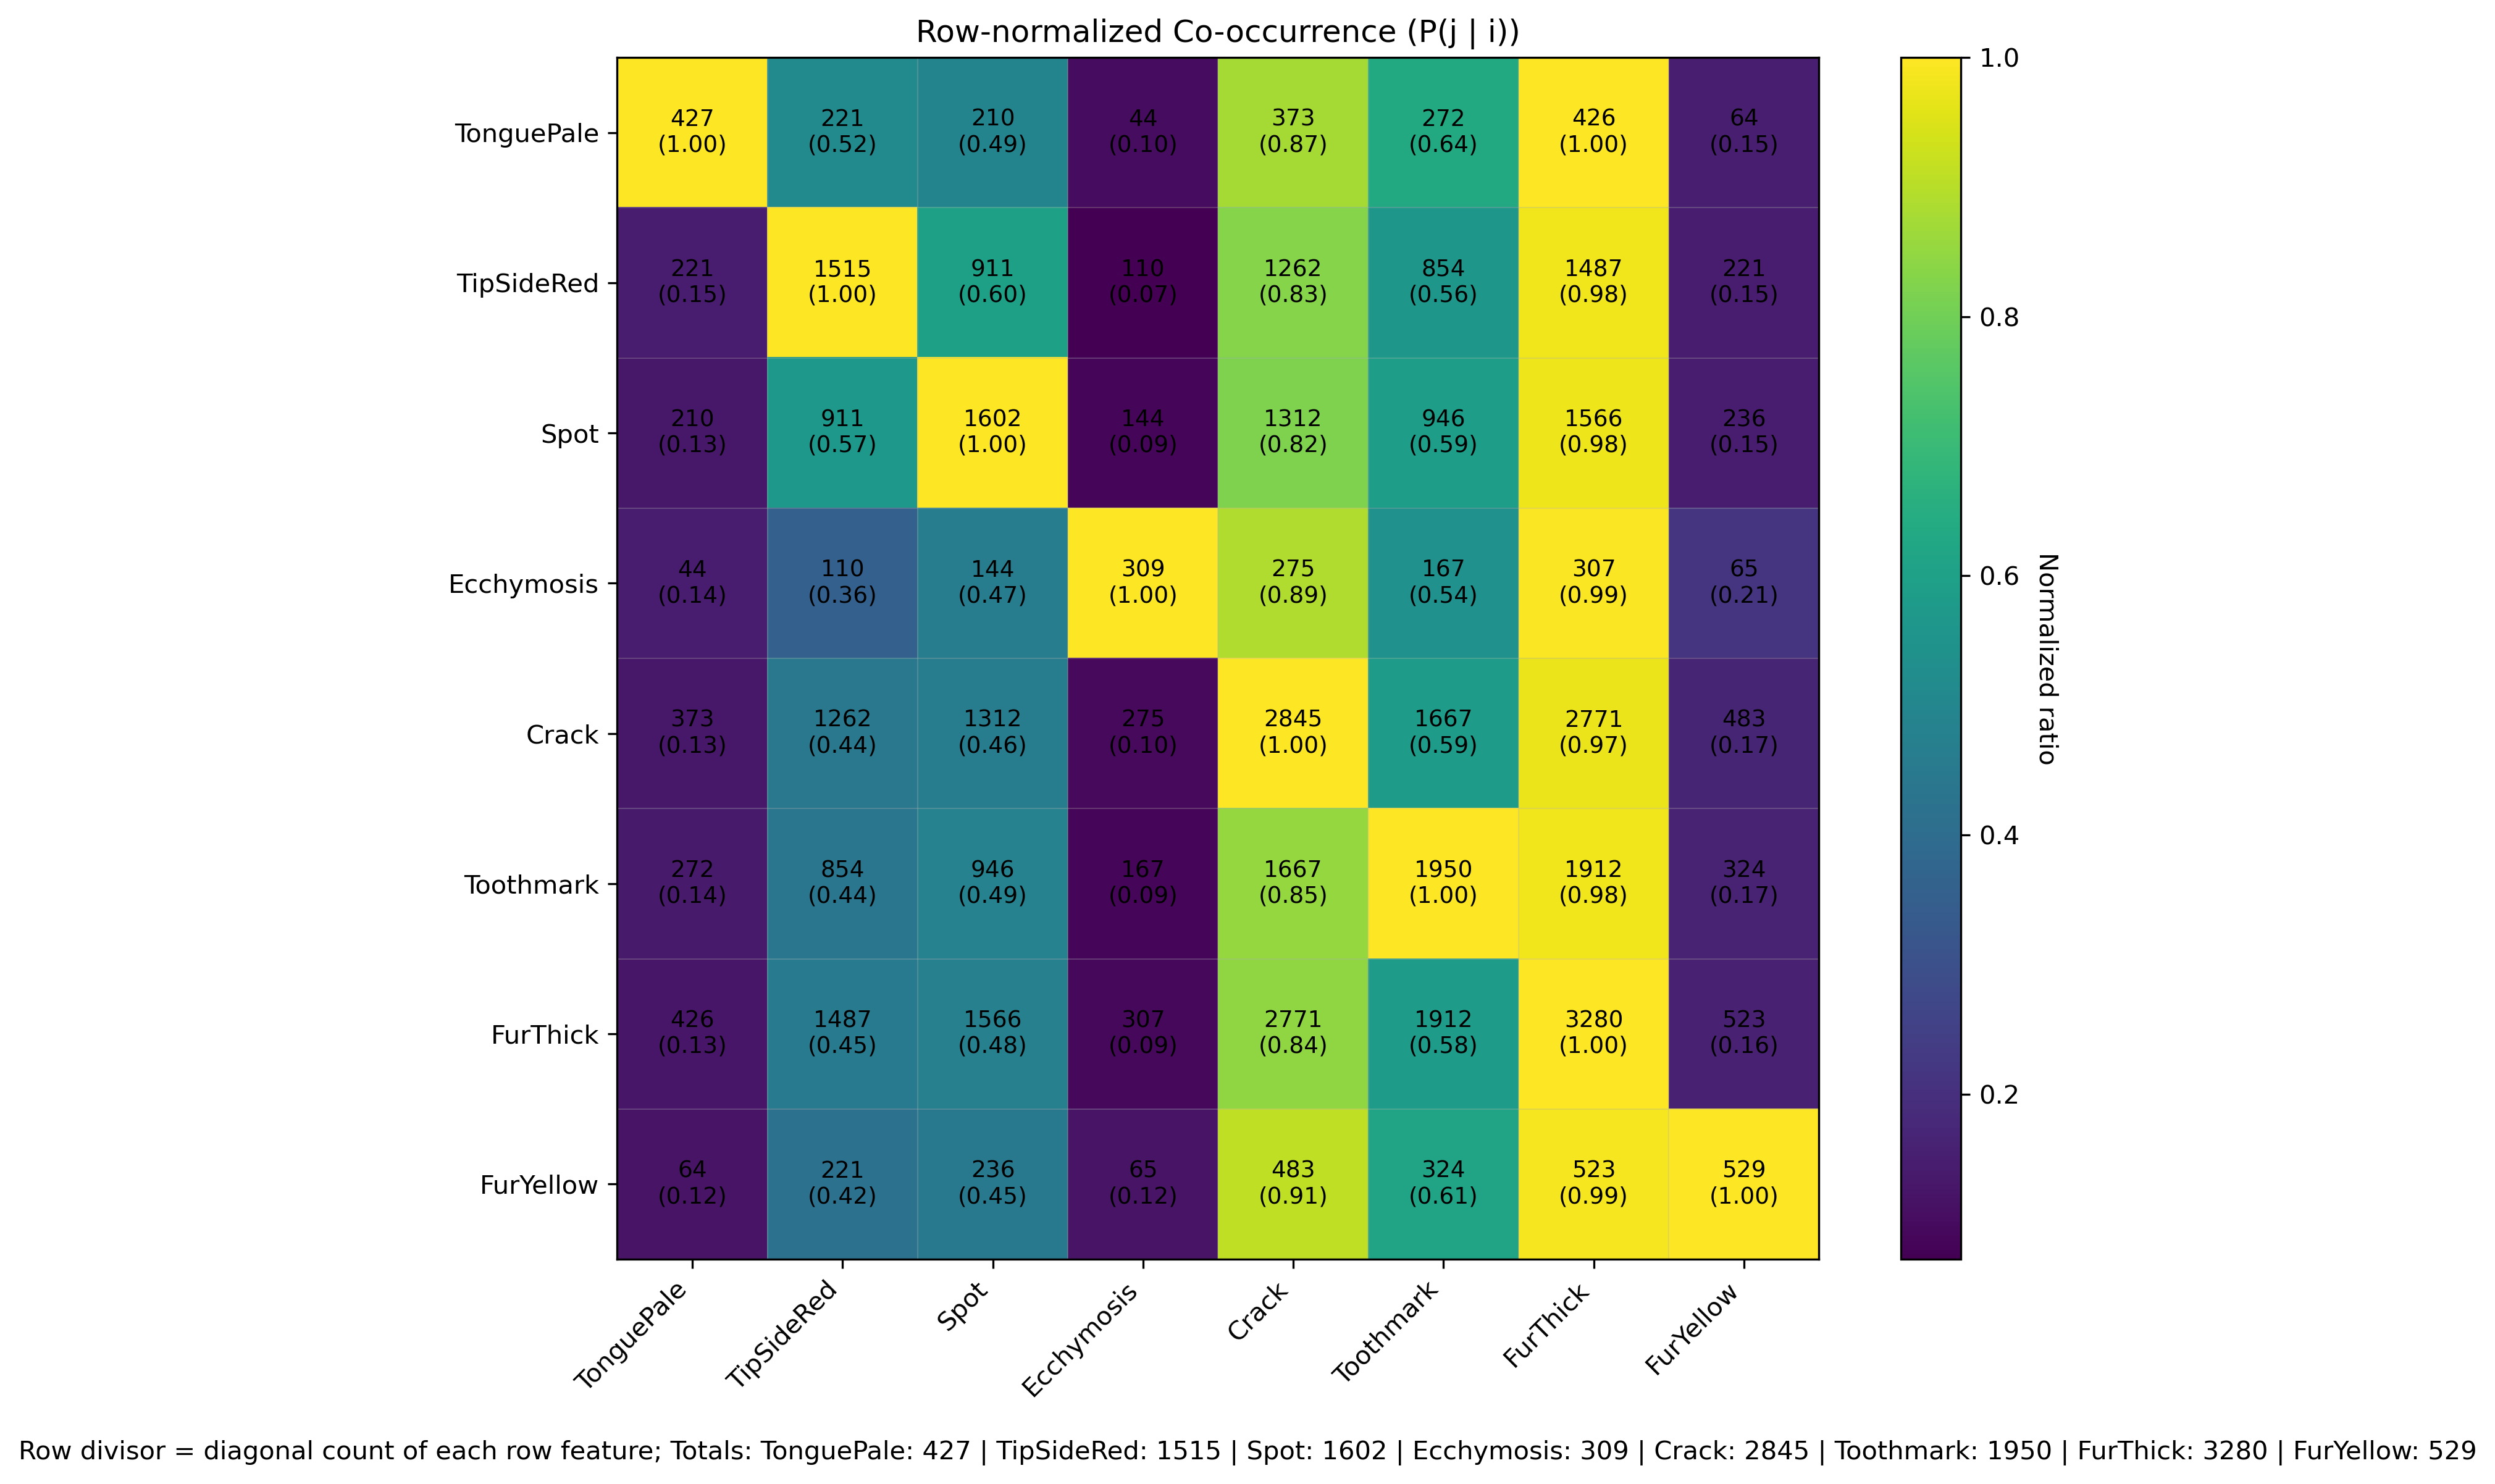 Row-normalized Co-occurrence (P(j | i))
TonguePale
427 221 210 44 373 272 426 64
(1.00) (0.52) (0.49) (0.10) (0.87) (0.64) (1.00) (0.15)
TipSideRed
221 1515 911 110 1262 854 1487 221
(0.15) (1.00) (0.60) (0.07) (0.83) (0.56) (0.98) (0.15)
Spot
210 911 1602 144 1312 946 1566 236
(0.13) (0.57) (1.00) (0.09) (0.82) (0.59) (0.98) (0.15)
Ecchymosis
44 110 144 309 275 167 307 65
(0.14) (0.36) (0.47) (1.00) (0.89) (0.54) (0.99) (0.21)
Crack
373 1262 1312 275 2845 1667 2771 483
(0.13) (0.44) (0.46) (0.10) (1.00) (0.59) (0.97) (0.17)
Toothmark
272 854 946 167 1667 1950 1912 324
(0.14) (0.44) (0.49) (0.09) (0.85) (1.00) (0.98) (0.17)
FurThick
426 1487 1566 307 2771 1912 3280 523
(0.13) (0.45) (0.48) (0.09) (0.84) (0.58) (1.00) (0.16)
FurYellow
64 221 236 65 483 324 523 529
(0.12) (0.42) (0.45) (0.12) (0.91) (0.61) (0.99) (1.00)
TonguePale TipSideRed Spot Ecchymosis Crack Toothmark FurThick FurYellow
1.0
0.8
0.6
0.4
0.2
Normalized ratio
Row divisor = diagonal count of each row feature; Totals: TonguePale: 427 | TipSideRed: 1515 | Spot: 1602 | Ecchymosis: 309 | Crack: 2845 | Toothmark: 1950 | FurThick: 3280 | FurYellow: 529